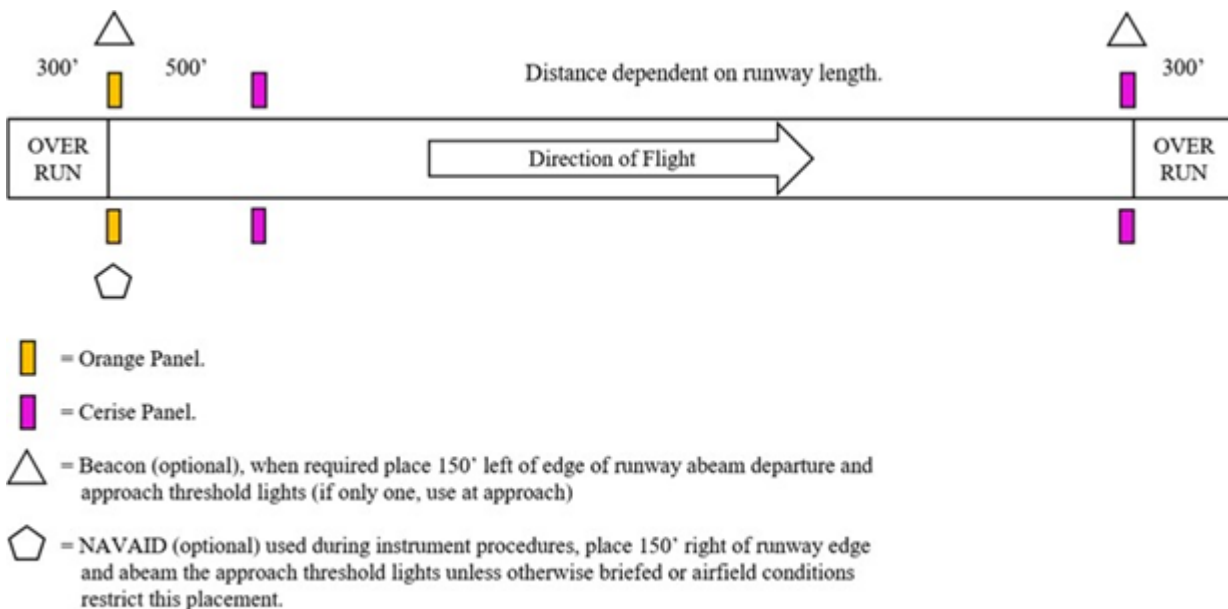 300’ 500’ Distance dependent on runway length. 300’
OVER
RUN
Direction of Flight
OVER
RUN
= Orange Panel.
= Cerise Panel.
= Beacon (optional), when required place 150’ left of edge of runway abeam departure and
approach threshold lights (if only one, use at approach)
= NAVAID (optional) used during instrument procedures, place 150’ right of runway edge
and abeam the approach threshold lights unless otherwise briefed or airfield conditions
restrict this placement.